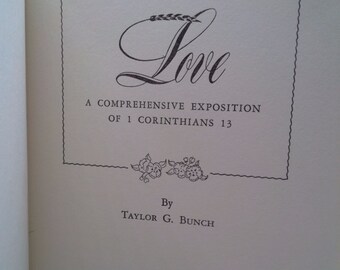 Love
A COMPREHENSIVE EXPOSITION
OF 1 CORINTHIANS 13
By
TAYLOR G. BUNCH